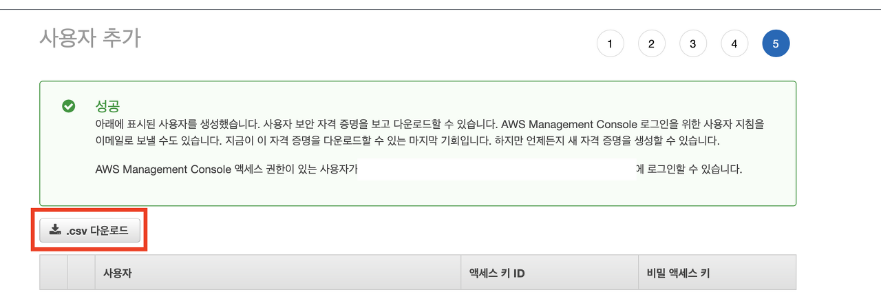 사용자 추가
1 2 3 4 5
성공
아래에 표시된 사용자를 생성했습니다. 사용자 보안 자격 증명을 보고 다운로드할 수 있습니다. AWS Management Console 로그인을 위한 사용자 지침을
이메일로 보낼 수도 있습니다. 지금이 이 자격 증명을 다운로드할 수 있는 마지막 기회입니다. 하지만 언제든지 새 자격 증명을 생성할 수 있습니다.
AWS Management Console 액세스 권한이 있는 사용자가 에 로그인할 수 있습니다.
.csv 다운로드
사용자 액세스 키 ID 비밀 액세스 키